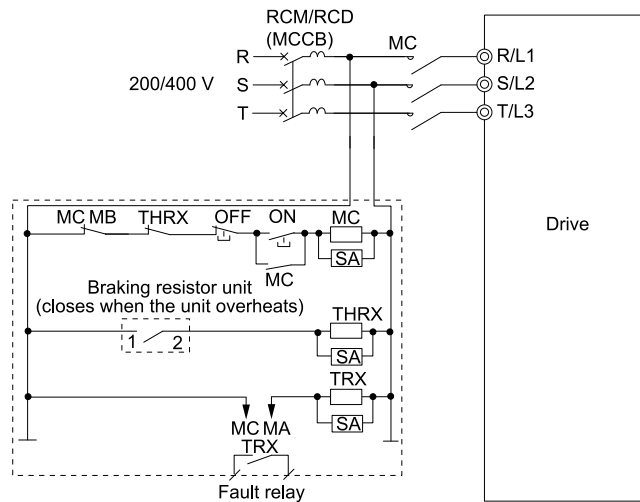 RCM/RCD
(MCCB)
MC
R
R/L1
200/400 V
S
S/L2
T
T/L3
MC MB
THRX
OFF
ON
MC
SA
MC
Drive
Braking resistor unit
(closes when the unit overheats)
THRX
1
2
SA
TRX
SA
MC MA
TRX
Fault relay